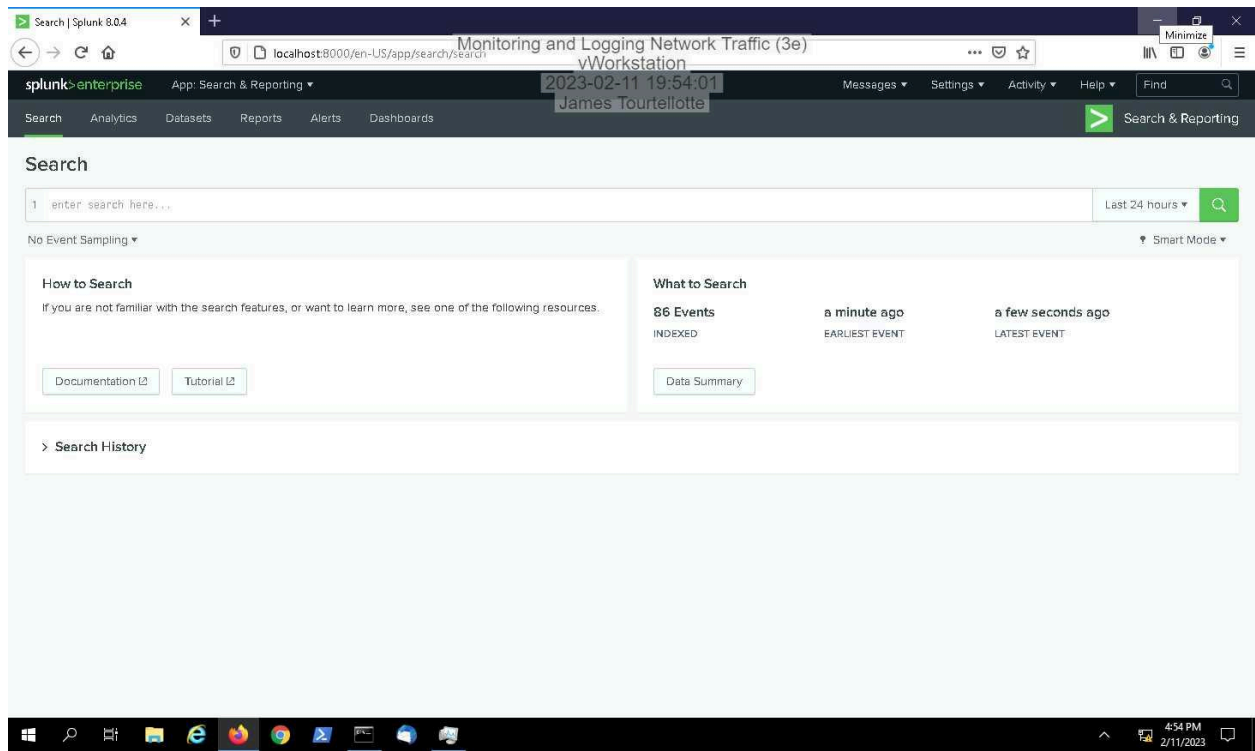 Search | Splunk 8.0.4
Minimize
localhost:8000/en-US/app/search/search
Monitoring and Logging Network Traffic (3e)
vWorkstation
2023-02-11 19:54:01
James Tourtellotte
splunk>enterprise App: Search & Reporting Messages Settings Activity Help Find
Search Analytics Datasets Reports Alerts Dashboards Search & Reporting
Search
1 enter search here... Last 24 hours
No Event Sampling Smart Mode
How to Search
If you are not familiar with the search features, or want to learn more, see one of the following resources.
Documentation Tutorial
What to Search
86 Events a minute ago a few seconds ago
INDEXED EARLIEST EVENT LATEST EVENT
Data Summary
> Search History
4:54 PM
2/11/2023